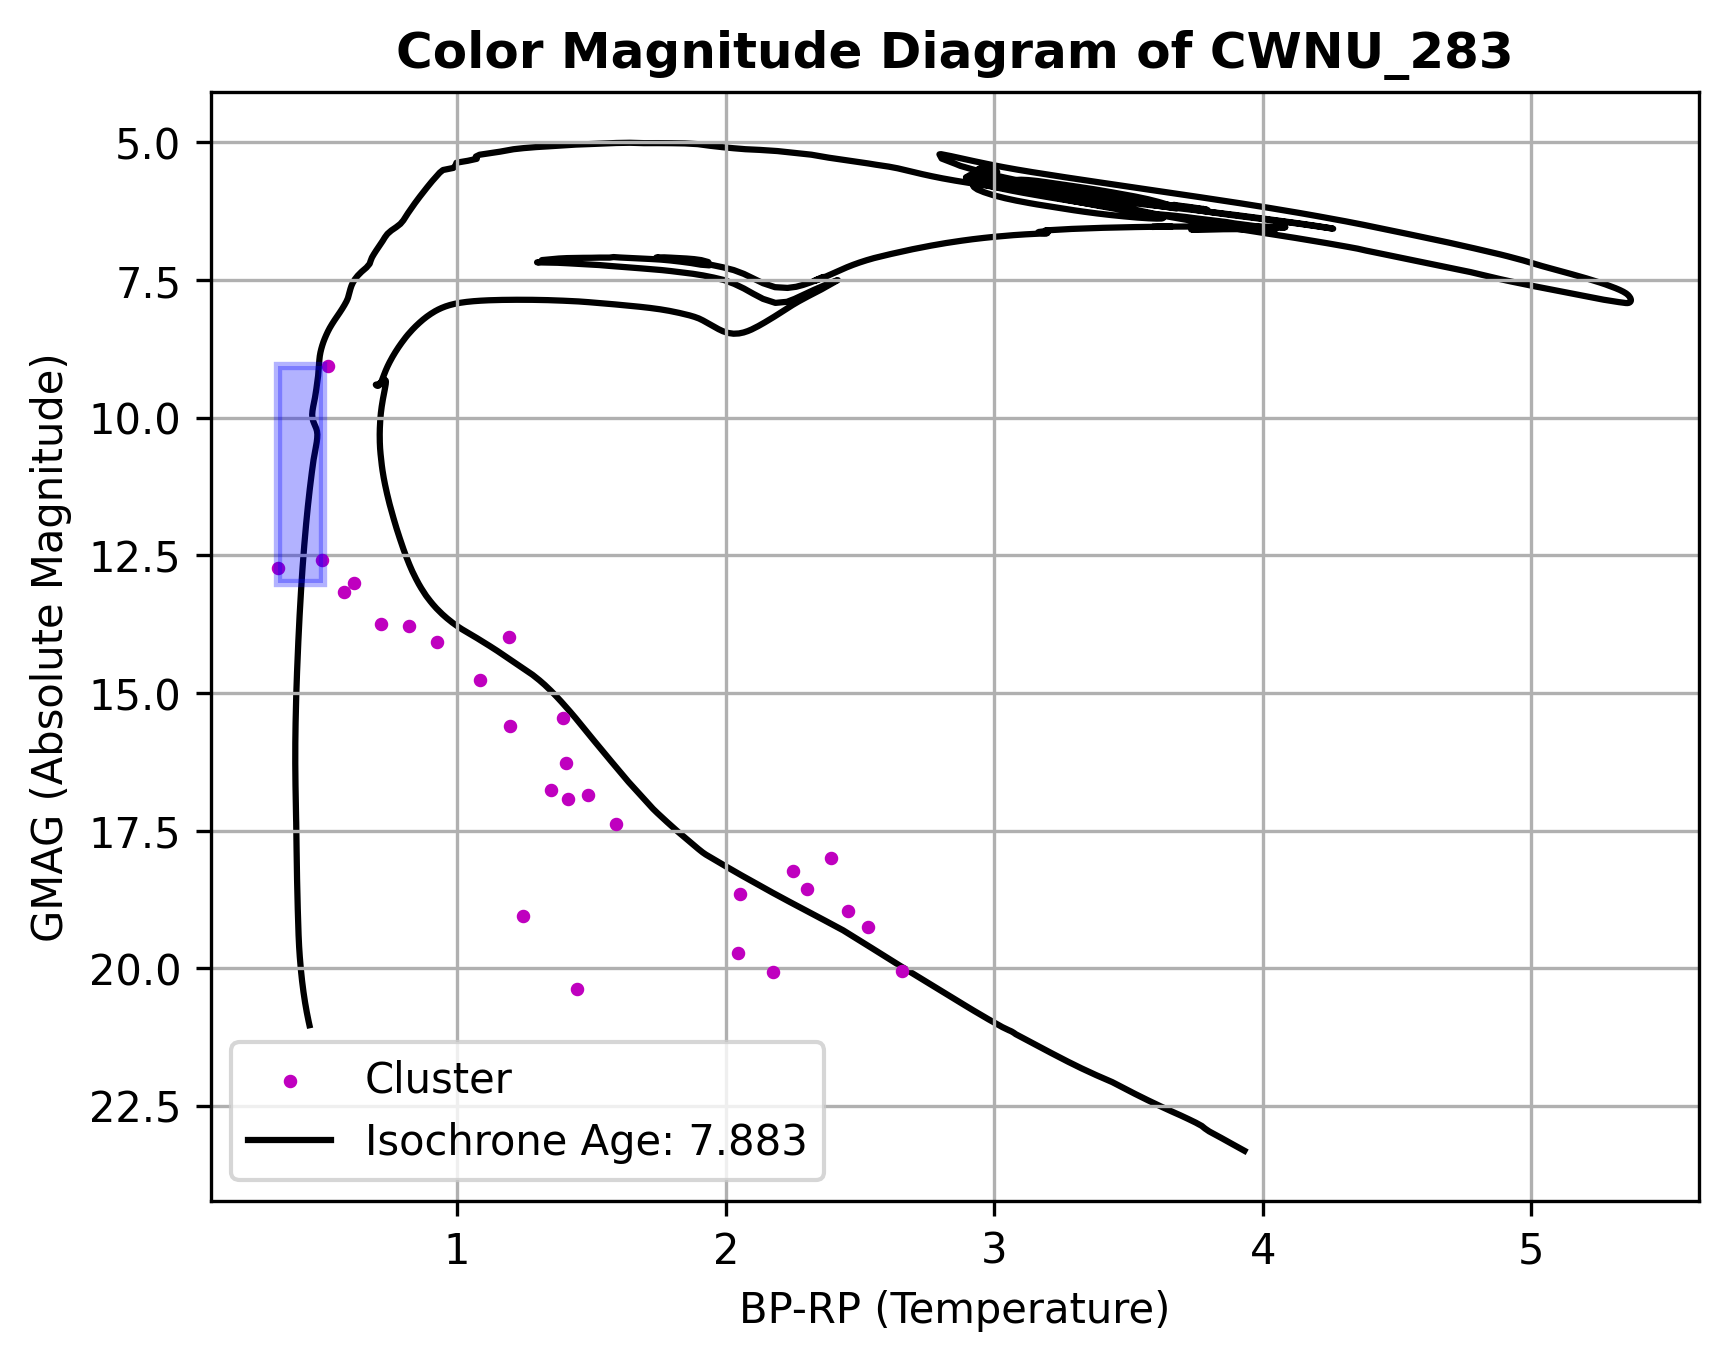 Color Magnitude Diagram of CWNU_283
GMAG (Absolute Magnitude)
5.0
7.5
10.0
12.5
15.0
17.5
20.0
22.5
Cluster
Isochrone Age: 7.883
1 2 3 4 5
BP-RP (Temperature)